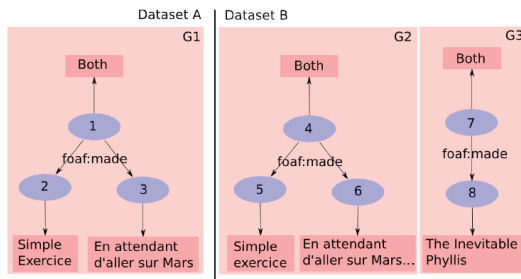 Dataset A
Dataset B
G1
Both
1
foaf:made
2
3
Simple
Exercice
En attendant
d'aller sur Mars
G2
Both
4
foaf:made
5
6
Simple
exercice
En attendant
d'aller sur Mars...
G3
Both
7
foaf:made
8
The Inevitable
Phyllis